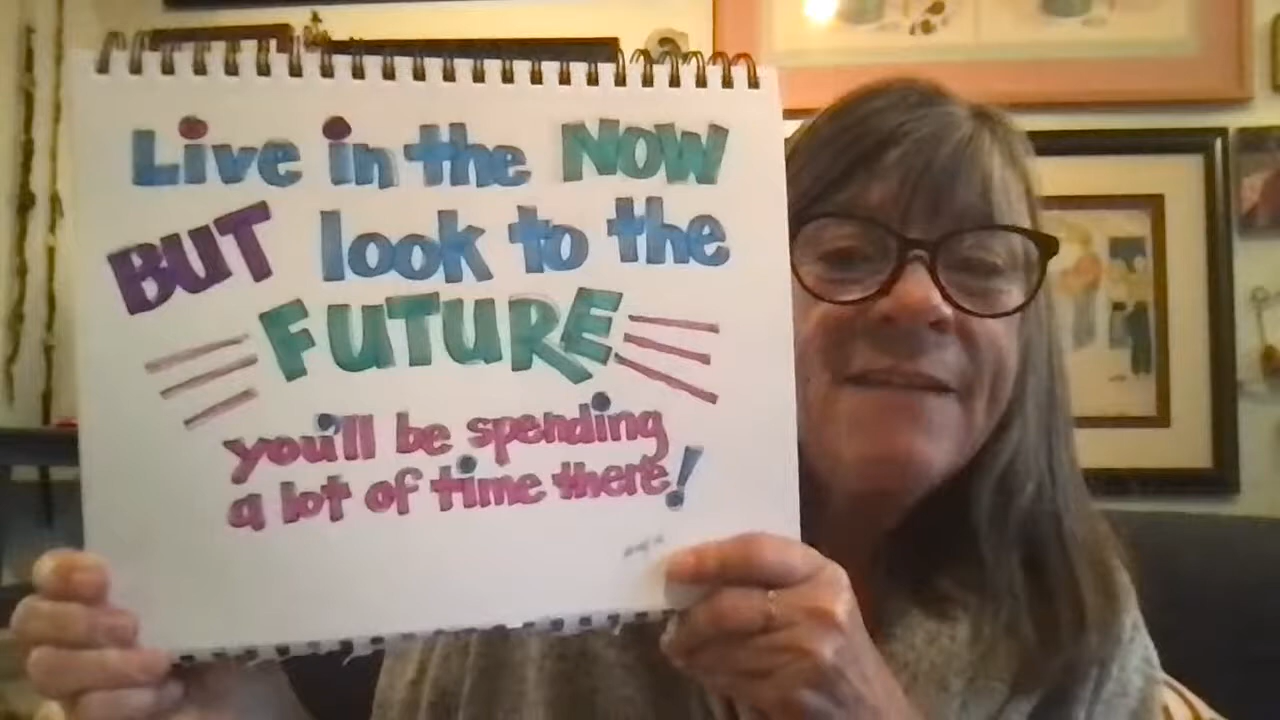 Live in the NOW
BUT look to the
FUTURE
you'll be spending
a lot of time there!